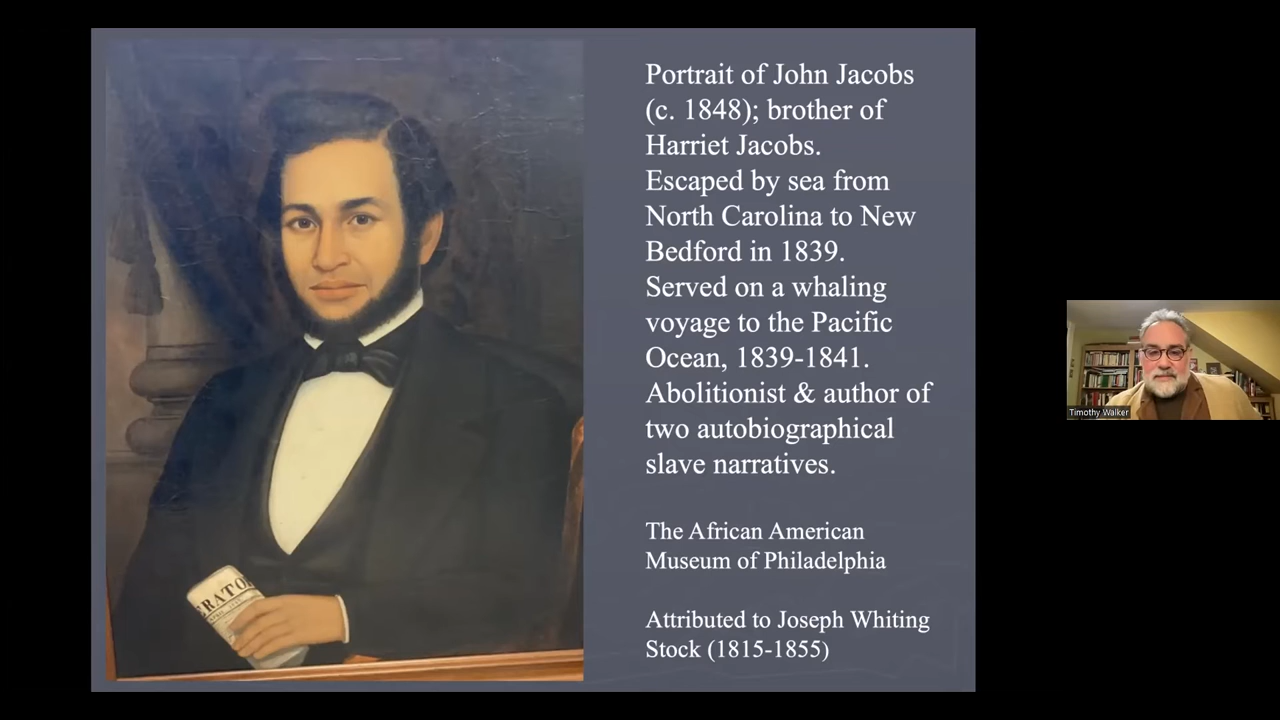 Portrait of John Jacobs
(c. 1848); brother of
Harriet Jacobs.
Escaped by sea from
North Carolina to New
Bedford in 1839.
Served on a whaling
voyage to the Pacific
Ocean, 1839-1841.
Abolitionist & author of
two autobiographical
slave narratives.
The African American
Museum of Philadelphia
Attributed to Joseph Whiting
Stock (1815-1855)
ERATO
Timothy Walker